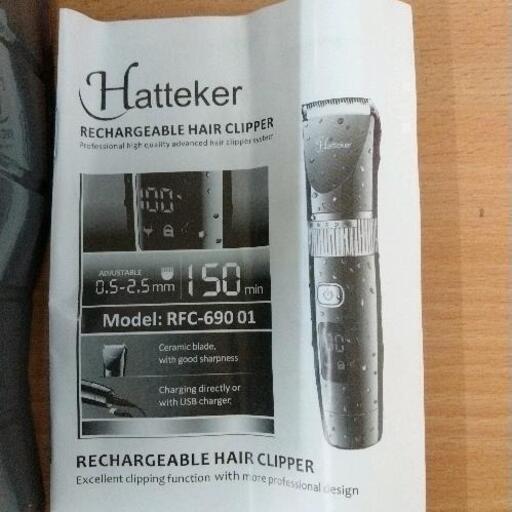 Hatteker
RECHARGEABLE HAIR CLIPPER
Professional high quality advanced hair clipper system
Hatteker
100%
ADJUSTABLE
0.5-2.5mm
150 min
Model: RFC-690 01
Ceramic blade,
with good sharpness
Charging directly or
with USB charger.
RECHARGEABLE HAIR CLIPPER
Excellent clipping function with more professional design